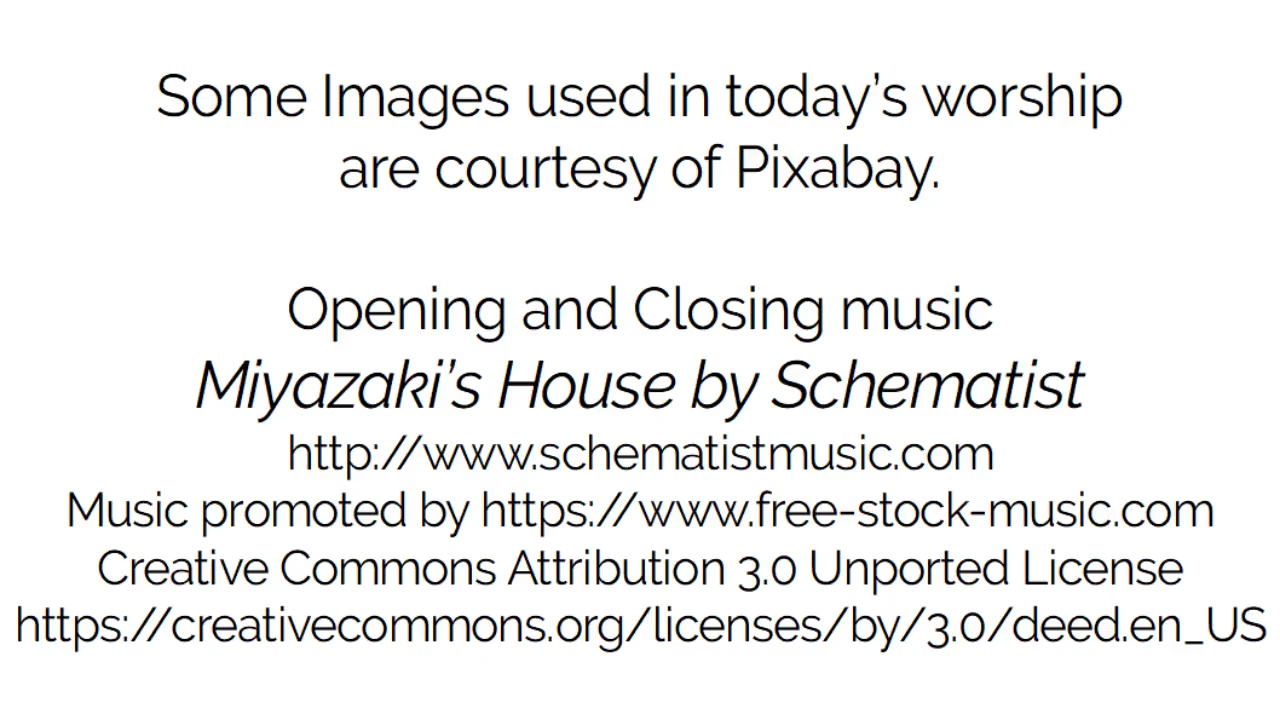 Some Images used in today's worship
are courtesy of Pixabay.
Opening and Closing music
Miyazaki's House by Schematist
http://www.schematistmusic.com
Music promoted by https://www.free-stock-music.com
Creative Commons Attribution 3.0 Unported License
https://creativecommons.org/licenses/by/3.0/deed.en_US